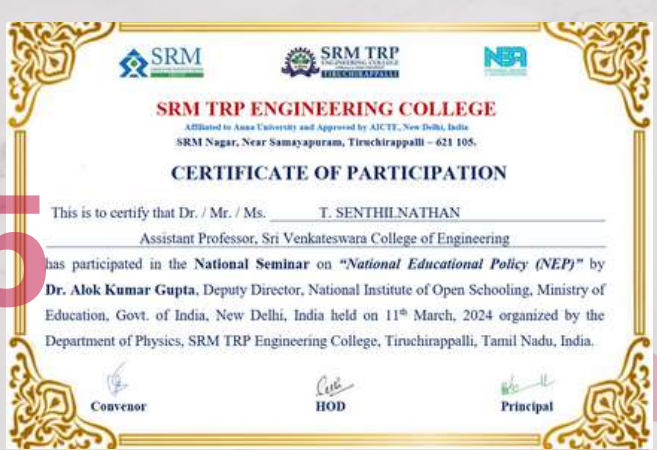 SRM
SRM TRP
ENGINEERING COLLEGE
TIRUCHIRAPPALLI
NBA
SRM TRP ENGINEERING COLLEGE
Affiliated to Anna University and Approved by AICTE, New Delhi, India
SRM Nagar, Near Samayapuram, Tiruchirappalli – 621 105.
CERTIFICATE OF PARTICIPATION
This is to certify that Dr. / Mr. / Ms. T. SENTHILNATHAN
Assistant Professor, Sri Venkateswara College of Engineering
has participated in the National Seminar on "National Educational Policy (NEP)" by
Dr. Alok Kumar Gupta, Deputy Director, National Institute of Open Schooling, Ministry of
Education, Govt. of India, New Delhi, India held on 11th March, 2024 organized by the
Department of Physics, SRM TRP Engineering College, Tiruchirappalli, Tamil Nadu, India.
Convenor HOD Principal
5